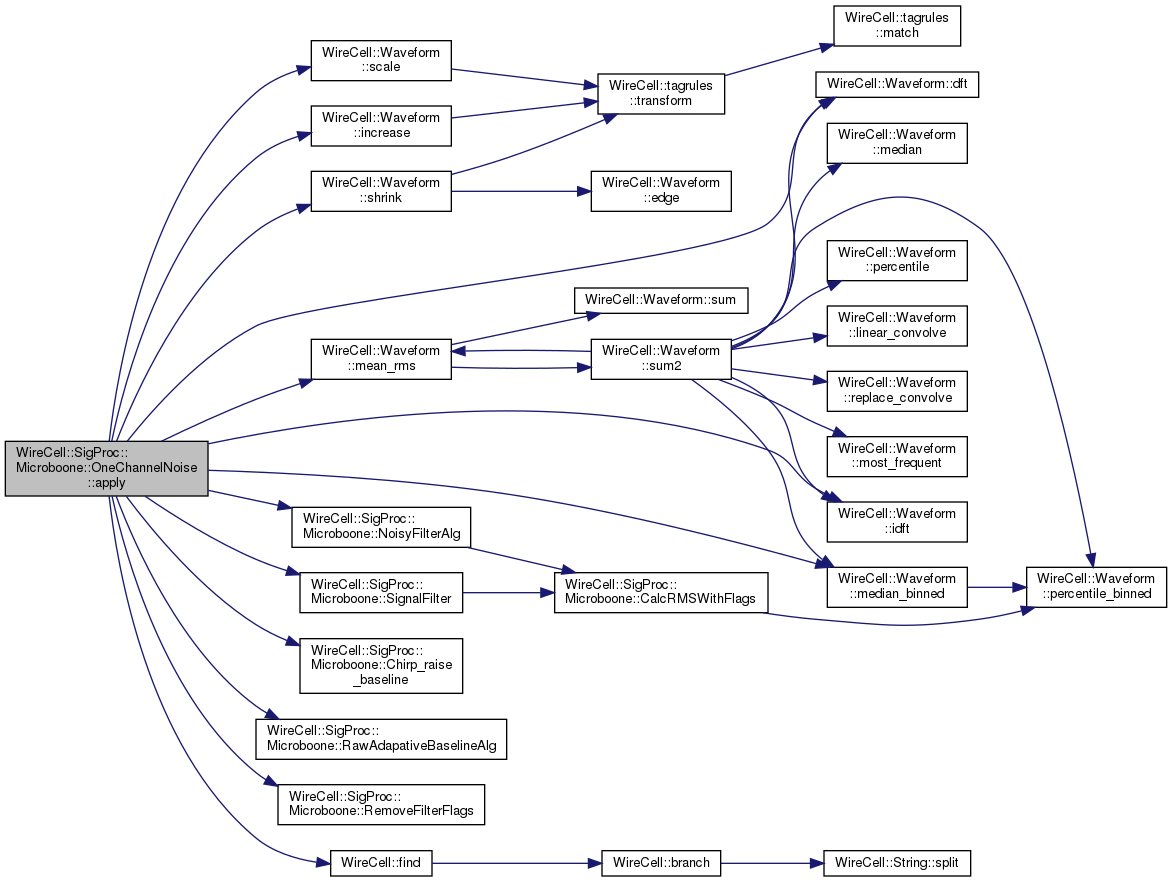 WireCell::SigProc::
Microboone::OneChannelNoise
::apply
WireCell::Waveform
::scale
WireCell::Waveform
::increase
WireCell::Waveform
::shrink
WireCell::Waveform
::mean_rms
WireCell::SigProc::
Microboone::NoisyFilterAlg
WireCell::SigProc::
Microboone::SignalFilter
WireCell::SigProc::
Microboone::Chirp_raise
_baseline
WireCell::SigProc::
Microboone::RawAdapativeBaselineAlg
WireCell::SigProc::
Microboone::RemoveFilterFlags
WireCell::find
WireCell::tagrules
::transform
WireCell::Waveform
::edge
WireCell::Waveform::sum
WireCell::Waveform
::sum2
WireCell::SigProc::
Microboone::CalcRMSWithFlags
WireCell::branch
WireCell::tagrules
::match
WireCell::Waveform::dft
WireCell::Waveform
::median
WireCell::Waveform
::percentile
WireCell::Waveform
::linear_convolve
WireCell::Waveform
::replace_convolve
WireCell::Waveform
::most_frequent
WireCell::Waveform
::idft
WireCell::Waveform
::median_binned
WireCell::String::split
WireCell::Waveform
::percentile_binned